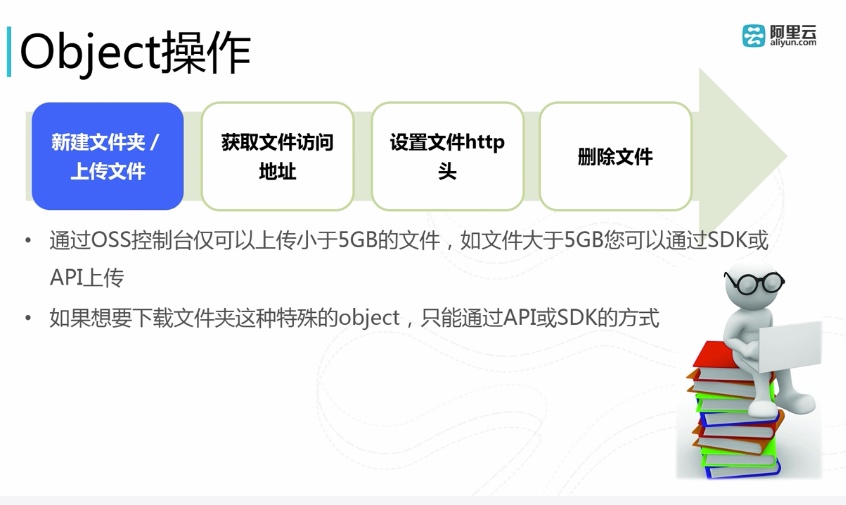 Object操作
阿里云
aliyun.com
新建文件夹 /
上传文件
获取文件访问
地址
设置文件http
头
删除文件
• 通过OSS控制台仅可以上传小于5GB的文件，如文件大于5GB您可以通过SDK或
API上传
• 如果想要下载文件夹这种特殊的object，只能通过API或SDK的方式